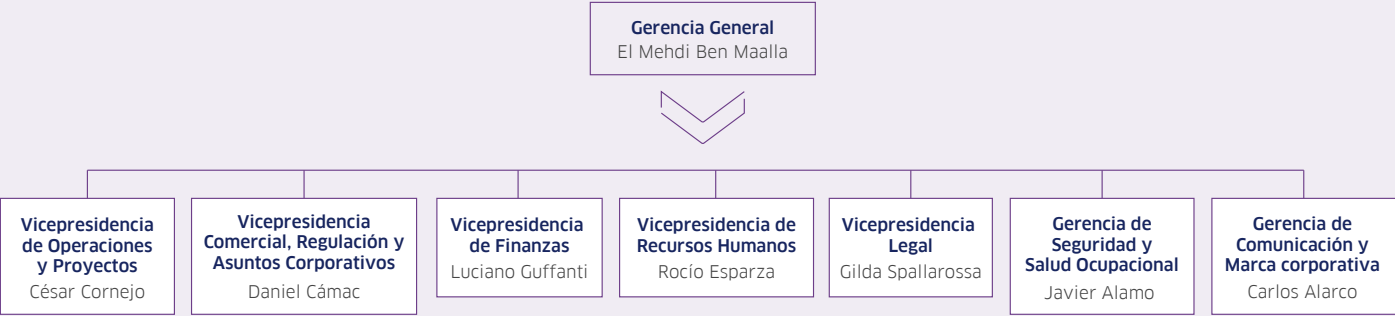 Gerencia General
El Mehdi Ben Maalla
Vicepresidencia
de Operaciones
y Proyectos
César Cornejo
Vicepresidencia
Comercial, Regulación y
Asuntos Corporativos
Daniel Cámac
Vicepresidencia
de Finanzas
Luciano Guffanti
Vicepresidencia de
Recursos Humanos
Rocío Esparza
Vicepresidencia
Legal
Gilda Spallarossa
Gerencia de
Seguridad y
Salud Ocupacional
Javier Alamo
Gerencia de
Comunicación y
Marca corporativa
Carlos Alarco